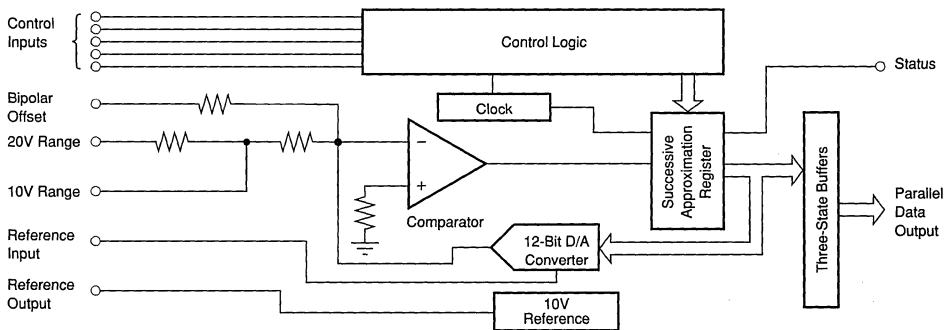 Control
Inputs
Control Logic
Status
Bipolar
Offset
Clock
20V Range
10V Range
−
+
Comparator
Successive
Approximation
Register
Three-State Buffers
Parallel
Data
Output
Reference
Input
12-Bit D/A
Converter
Reference
Output
10V
Reference